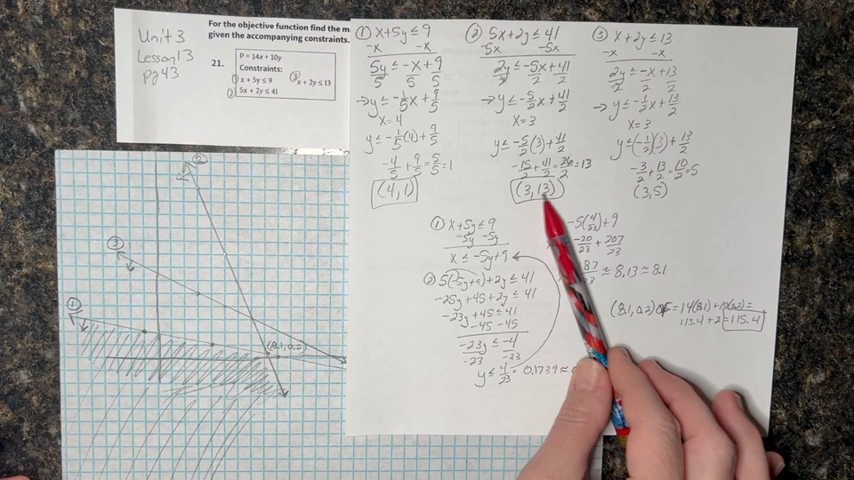 Unit 3
Lesson 13
pg 43
For the objective function find the m
given the accompanying constraints.
21.
P = 14x + 10y
Constraints:
① x + 5y ≤ 9
③ x + 2y ≤ 13
② 5x + 2y ≤ 41
① x+5y ≤ 9
-x -x
5y/5 ≤ -x/5 + 9/5
→ y ≤ -1/5x + 9/5
x = 4
y ≤ -1/5(4) + 9/5
-4/5 + 9/5 = 5/5 = 1
(4,1)
② 5x+2y ≤ 41
-5x -5x
2y/2 ≤ -5x/2 + 41/2
→ y ≤ -5/2x + 41/2
x = 3
y ≤ -5/2(3) + 41/2
-15/2 + 41/2 = 26/2 = 13
(3,13)
③ x+2y ≤ 13
-x -x
2y/2 ≤ -x/2 + 13/2
→ y ≤ -1/2x + 13/2
x = 3
y ≤ (-1/2)(3) + 13/2
-3/2 + 13/2 = 10/2 = 5
(3,5)
① x+5y ≤ 9
-5y -5y
x ≤ -5y+9
② 5(-5y+9)+2y ≤ 41
-25y+45+2y ≤ 41
-23y+45 ≤ 41
-45 -45
-23y/-23 ≤ -4/-23
y ≤ 4/23
0.1739 ≈
-5(4/23)+9
-20/23 + 207/23
≈ 8.13 ≈ 8.1
(8.1, 0.2)
= 14(8.1) + 10(0.2) =
113.4 + 2 = 115.4
②
③
①
(8.1, 0.2)